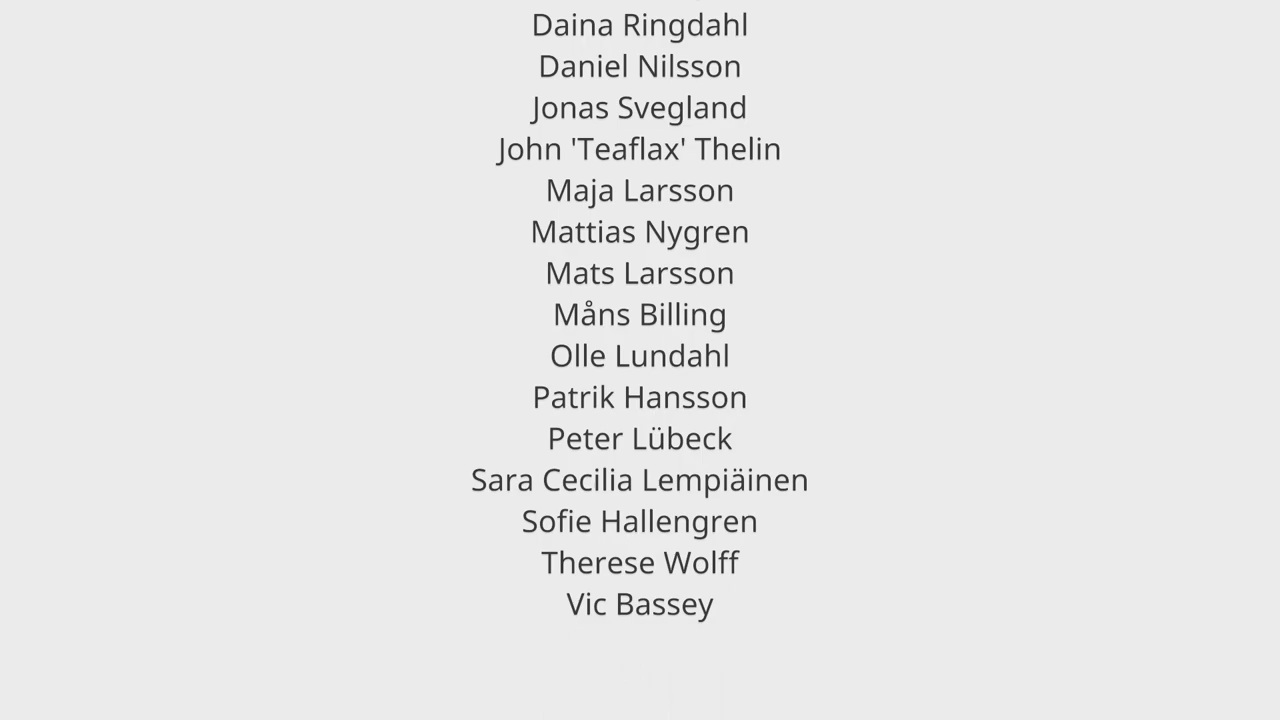 Daina Ringdahl
Daniel Nilsson
Jonas Svegland
John 'Teaflax' Thelin
Maja Larsson
Mattias Nygren
Mats Larsson
Måns Billing
Olle Lundahl
Patrik Hansson
Peter Lübeck
Sara Cecilia Lempiäinen
Sofie Hallengren
Therese Wolff
Vic Bassey